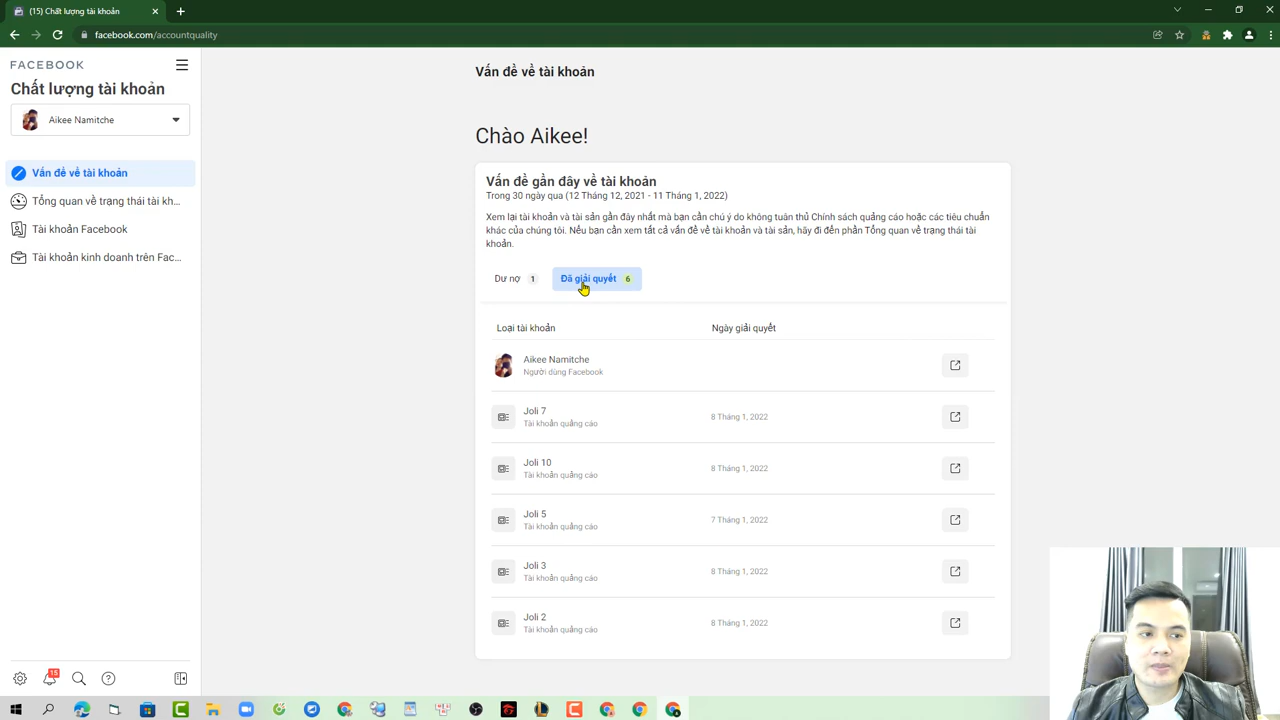 (15) Chất lượng tài khoản
facebook.com/accountquality
FACEBOOK
Chất lượng tài khoản
Aikee Namitche
Vấn đề về tài khoản
Tổng quan về trạng thái tài kh...
Tài khoản Facebook
Tài khoản kinh doanh trên Fac...
15
Vấn đề về tài khoản
Chào Aikee!
Vấn đề gần đây về tài khoản
Trong 30 ngày qua (12 Tháng 12, 2021 - 11 Tháng 1, 2022)
Xem lại tài khoản và tài sản gần đây nhất mà bạn cần chú ý do không tuân thủ Chính sách quảng cáo hoặc các tiêu chuẩn
khác của chúng tôi. Nếu bạn cần xem tất cả vấn đề về tài khoản và tài sản, hãy đi đến phần Tổng quan về trạng thái tài
khoản.
Dư nợ 1 Đã giải quyết 6
Loại tài khoản Ngày giải quyết
Aikee Namitche
Người dùng Facebook
Joli 7
Tài khoản quảng cáo
8 Tháng 1, 2022
Joli 10
Tài khoản quảng cáo
8 Tháng 1, 2022
Joli 5
Tài khoản quảng cáo
7 Tháng 1, 2022
Joli 3
Tài khoản quảng cáo
8 Tháng 1, 2022
Joli 2
Tài khoản quảng cáo
8 Tháng 1, 2022